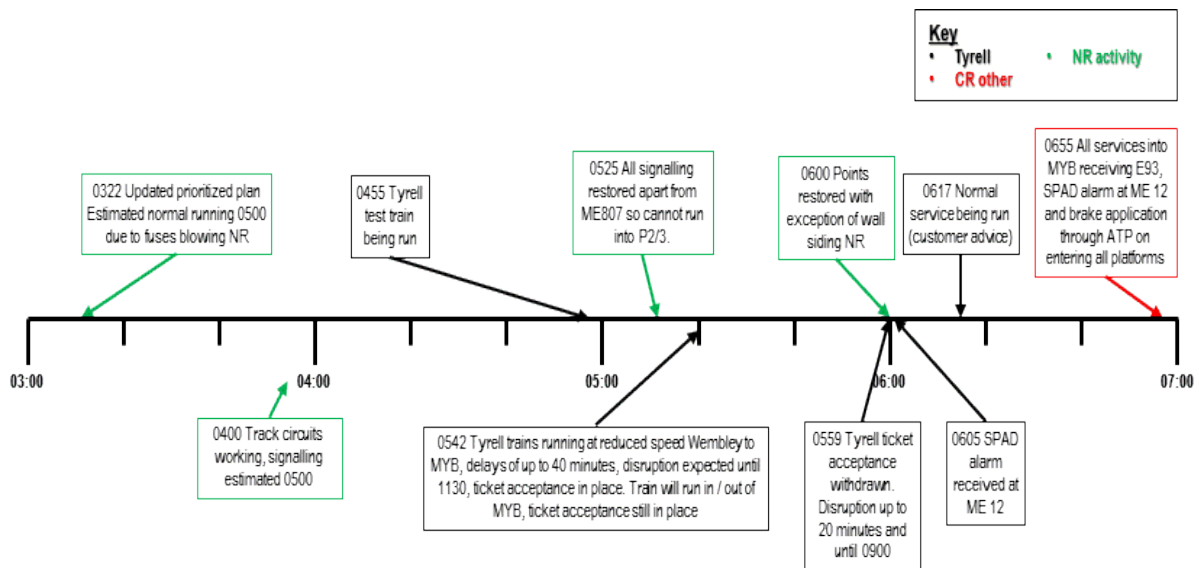 Key
• Tyrell
• NR activity
• CR other
0322 Updated prioritized plan
Estimated normal running 0500
due to fuses blowing NR
0455 Tyrell
test train
being run
0525 All signalling
restored apart from
ME807 so cannot run
into P2/3.
0600 Points
restored with
exception of wall
siding NR
0617 Normal
service being run
(customer advice)
0655 All services into
MYB receiving E93,
SPAD alarm at ME 12
and brake application
through ATP on
entering all platforms
03:00
04:00
05:00
06:00
07:00
0400 Track circuits
working, signalling
estimated 0500
0542 Tyrell trains running at reduced speed Wembley to
MYB, delays of up to 40 minutes, disruption expected until
1130, ticket acceptance in place. Train will run in / out of
MYB, ticket acceptance still in place
0559 Tyrell ticket
acceptance
withdrawn.
Disruption up to
20 minutes and
until 0900
0605 SPAD
alarm
received at
ME 12